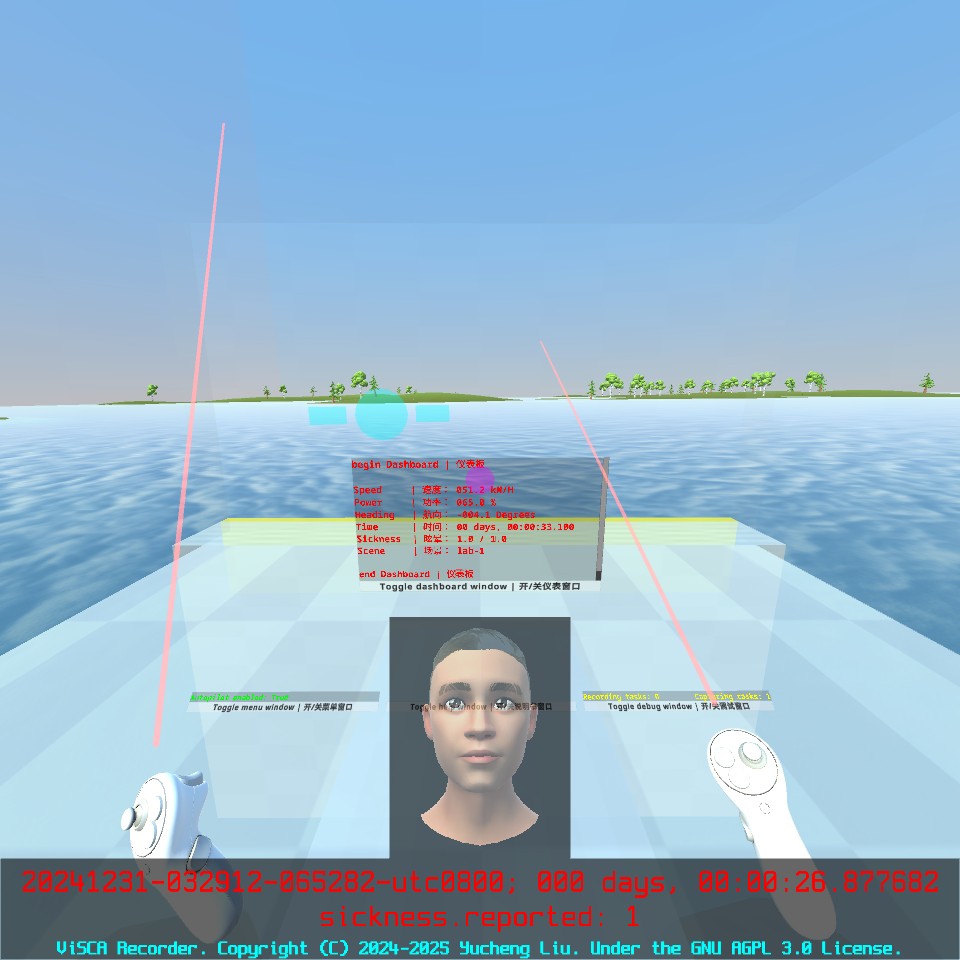 begin Dashboard | 仪表板
Speed | 速度: 051.2 kM/H
Power | 功率: 065.0 %
Heading | 航向: -004.1 Degrees
Time | 时间: 00 days, 00:00:33.100
Sickness | 眩晕: 1.0 / 1.0
Scene | 场景: lab-1
end Dashboard | 仪表板
Toggle dashboard window | 开/关仪表窗口
Autopilot enabled: True
Toggle menu window | 开/关菜单窗口
Recording tasks: 0 Capturing tasks: 1
Toggle debug window | 开/关调试窗口
20241231-032912-065282-utc0800; 000 days, 00:00:26.877682
sickness.reported: 1
ViSCA Recorder. Copyright (C) 2024-2025 Yucheng Liu. Under the GNU AGPL 3.0 License.